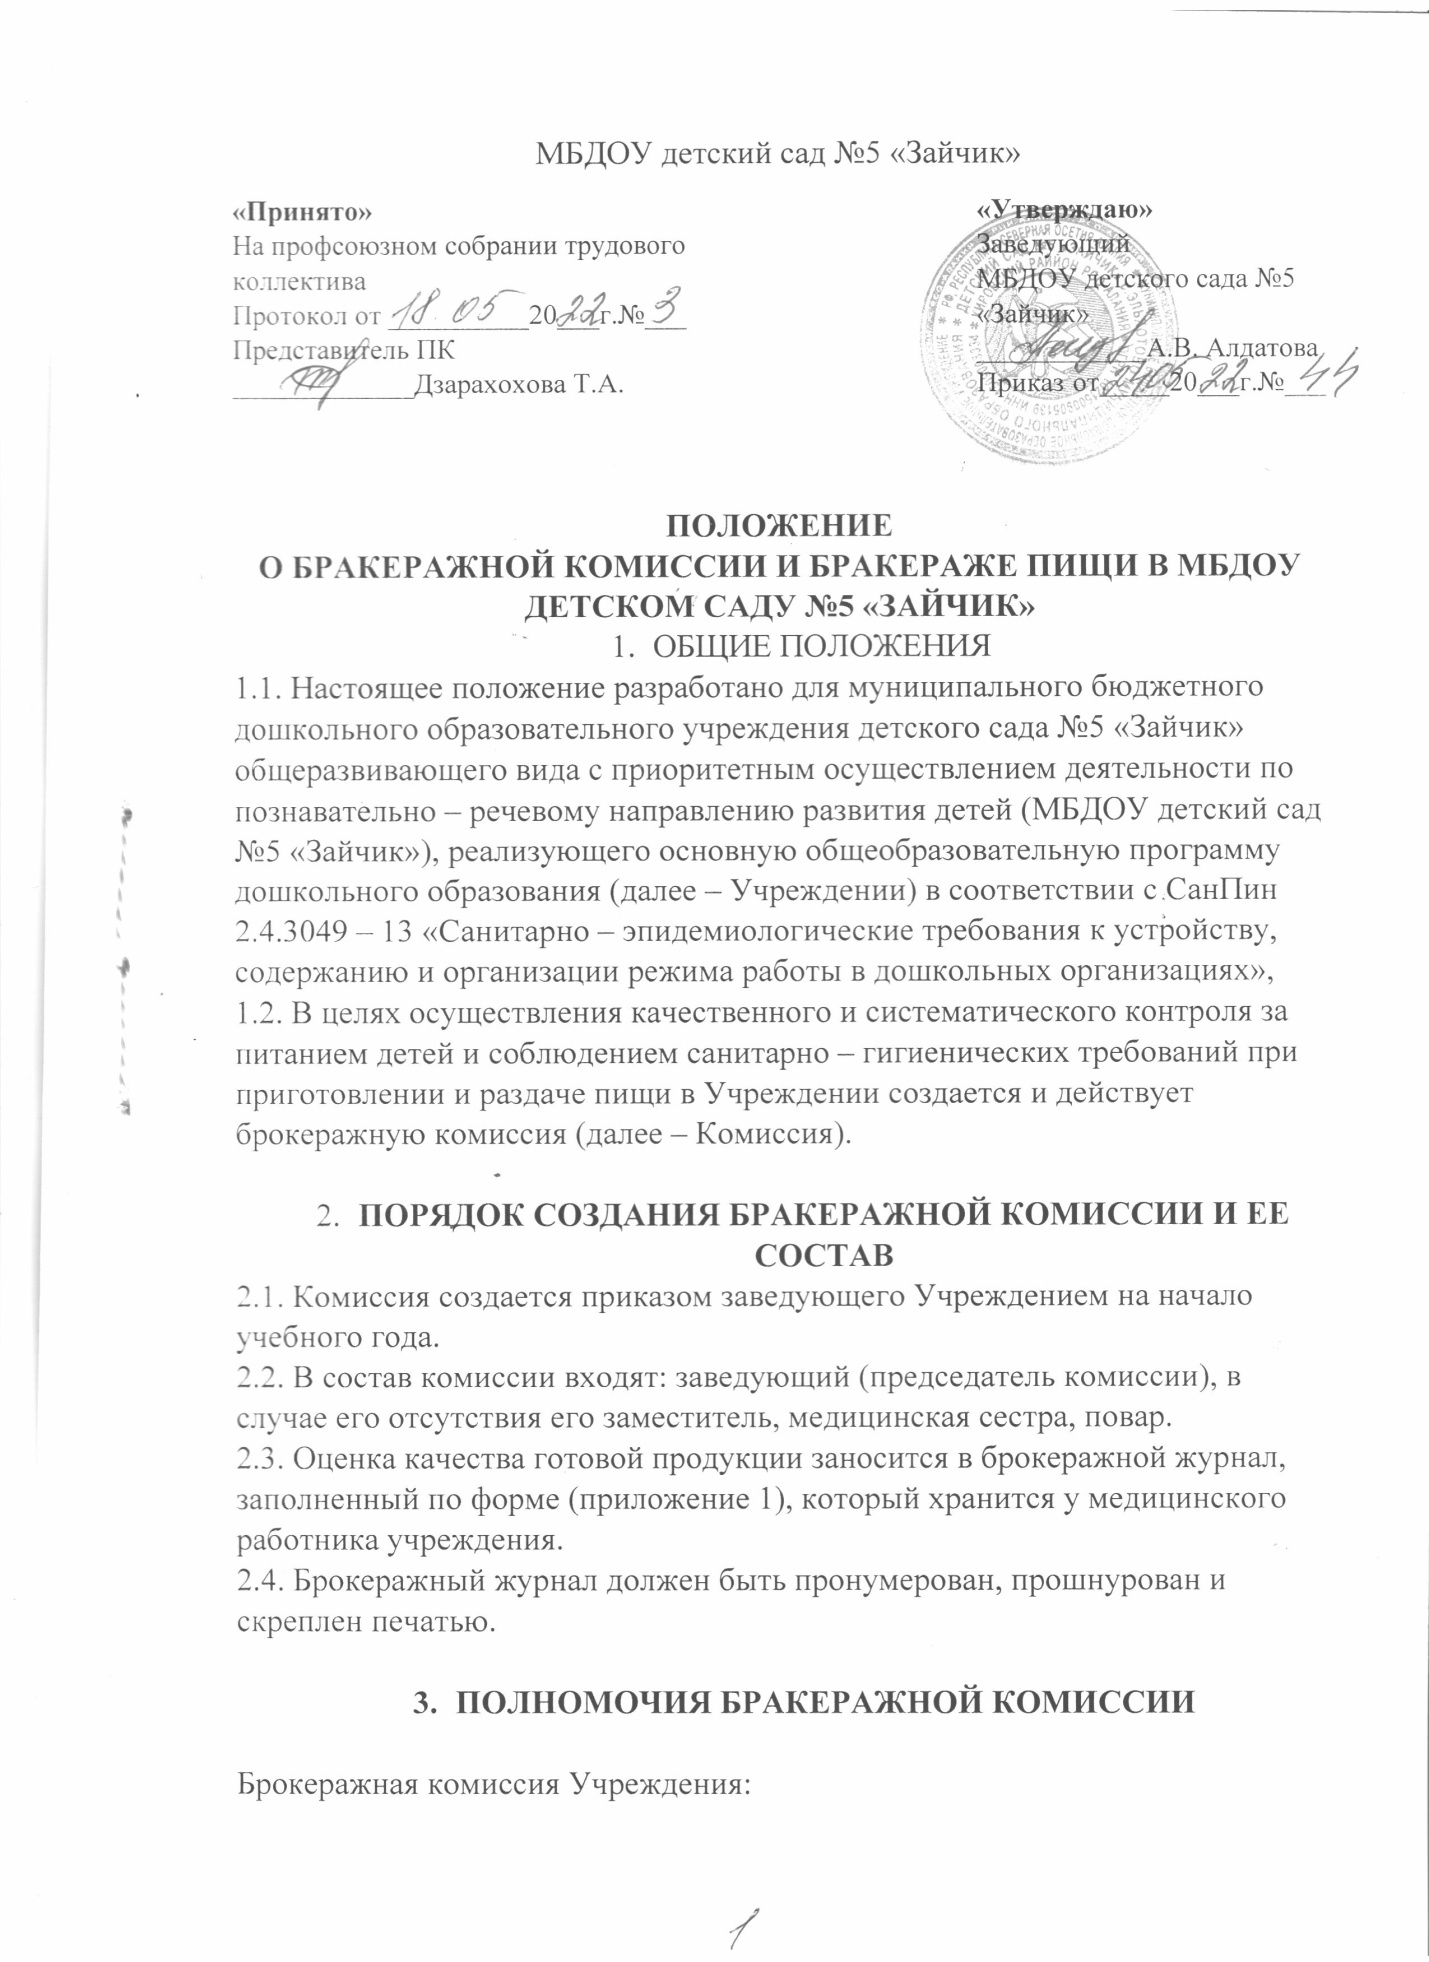 МБДОУ детский сад №5 «Зайчик»
«Принято»
На профсоюзном собрании трудового
коллектива
Протокол от 18.05 2022г.№ 3
Представитель ПК
Дзарахохова Т.А.
«Утверждаю»
Заведующий
МБДОУ детского сада №5
«Зайчик»
А.В. Алдатова
Приказ от 24.05 2022г.№ 44
ПОЛОЖЕНИЕ
О БРАКЕРАЖНОЙ КОМИССИИ И БРАКЕРАЖЕ ПИЩИ В МБДОУ
ДЕТСКОМ САДУ №5 «ЗАЙЧИК»
1. ОБЩИЕ ПОЛОЖЕНИЯ
1.1. Настоящее положение разработано для муниципального бюджетного
дошкольного образовательного учреждения детского сада №5 «Зайчик»
общеразвивающего вида с приоритетным осуществлением деятельности по
познавательно – речевому направлению развития детей (МБДОУ детский сад
№5 «Зайчик»), реализующего основную общеобразовательную программу
дошкольного образования (далее – Учреждении) в соответствии с СанПин
2.4.3049 – 13 «Санитарно – эпидемиологические требования к устройству,
содержанию и организации режима работы в дошкольных организациях»,
1.2. В целях осуществления качественного и систематического контроля за
питанием детей и соблюдением санитарно – гигиенических требований при
приготовлении и раздаче пищи в Учреждении создается и действует
брокеражную комиссия (далее – Комиссия).
2. ПОРЯДОК СОЗДАНИЯ БРАКЕРАЖНОЙ КОМИССИИ И ЕЕ
СОСТАВ
2.1. Комиссия создается приказом заведующего Учреждением на начало
учебного года.
2.2. В состав комиссии входят: заведующий (председатель комиссии), в
случае его отсутствия его заместитель, медицинская сестра, повар.
2.3. Оценка качества готовой продукции заносится в брокеражной журнал,
заполненный по форме (приложение 1), который хранится у медицинского
работника учреждения.
2.4. Брокеражный журнал должен быть пронумерован, прошнурован и
скреплен печатью.
3. ПОЛНОМОЧИЯ БРАКЕРАЖНОЙ КОМИССИИ
Брокеражная комиссия Учреждения:
1